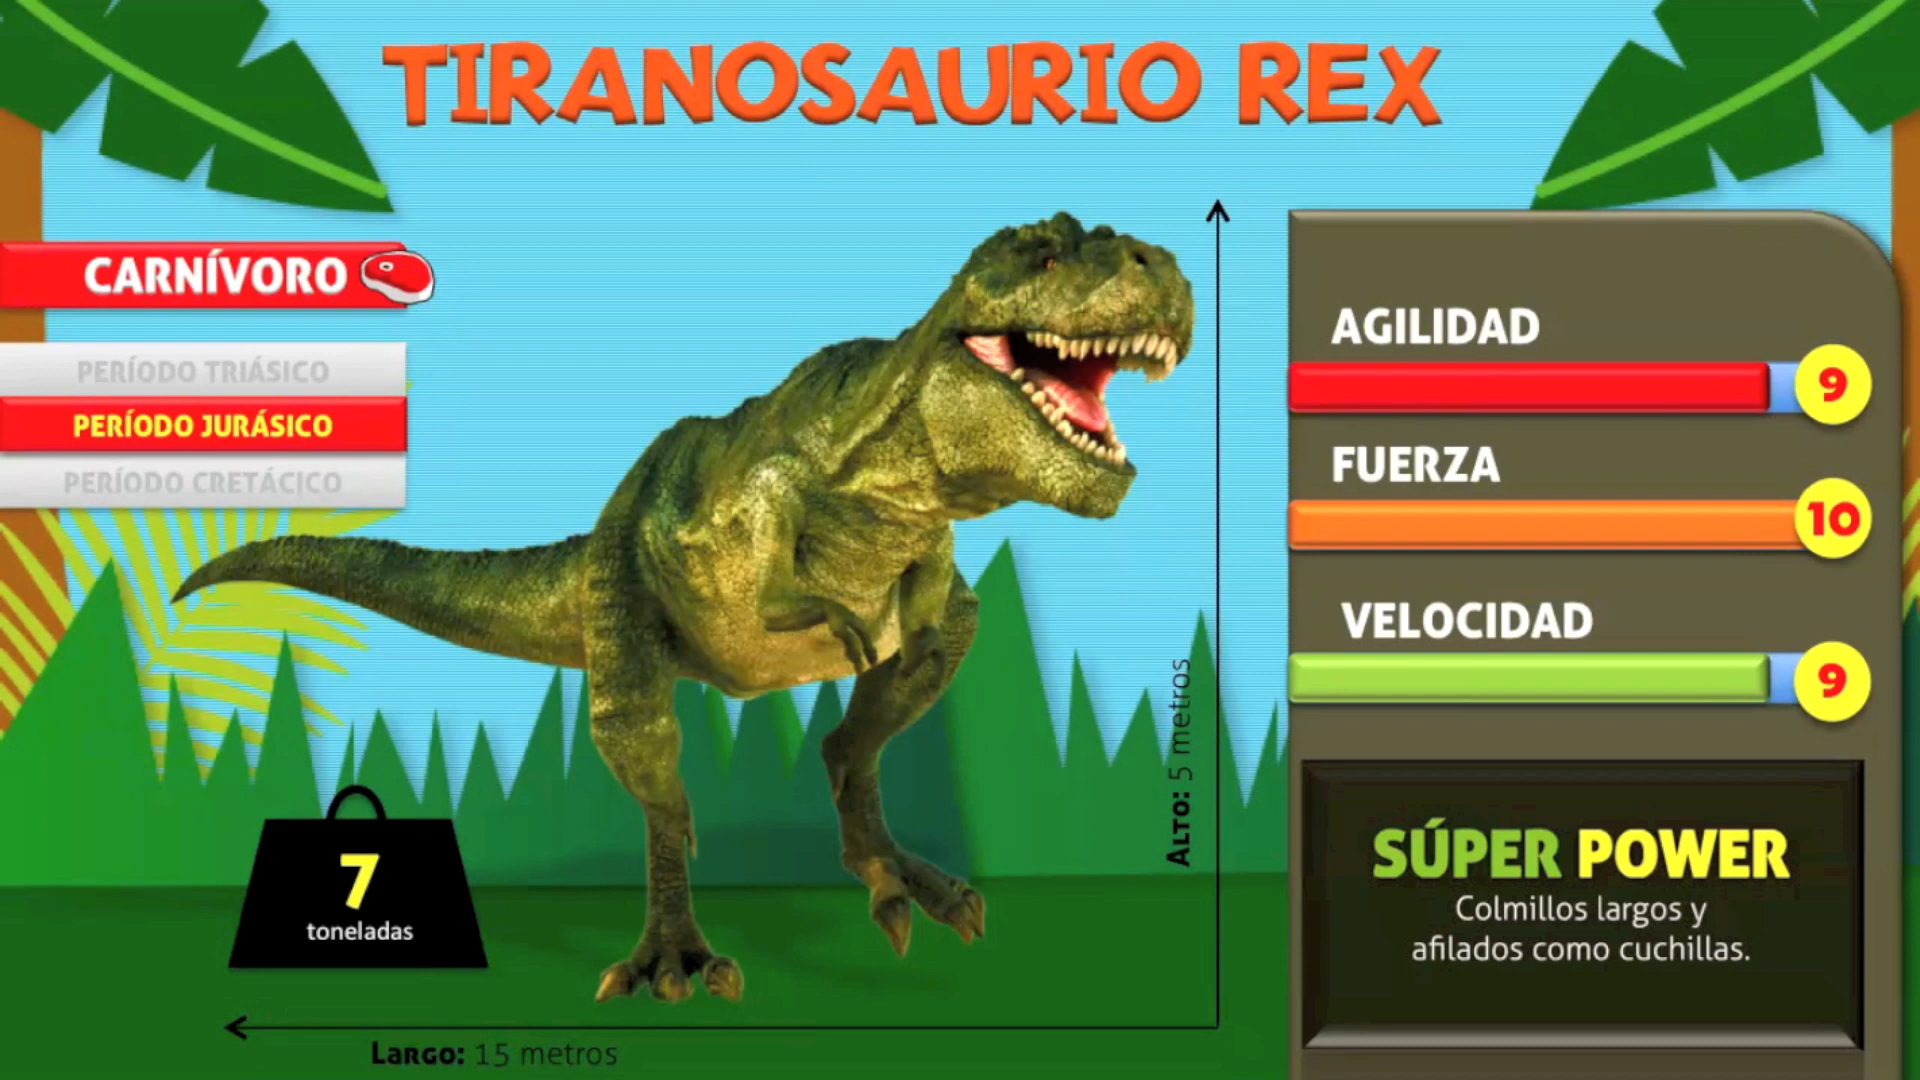 TIRANOSAURIO REX
CARNÍVORO
PERÍODO TRIÁSICO
PERÍODO JURÁSICO
PERÍODO CRETÁCICO
7
toneladas
Largo: 15 metros
Alto: 5 metros
AGILIDAD
9
FUERZA
10
VELOCIDAD
9
SÚPER POWER
Colmillos largos y
afilados como cuchillas.